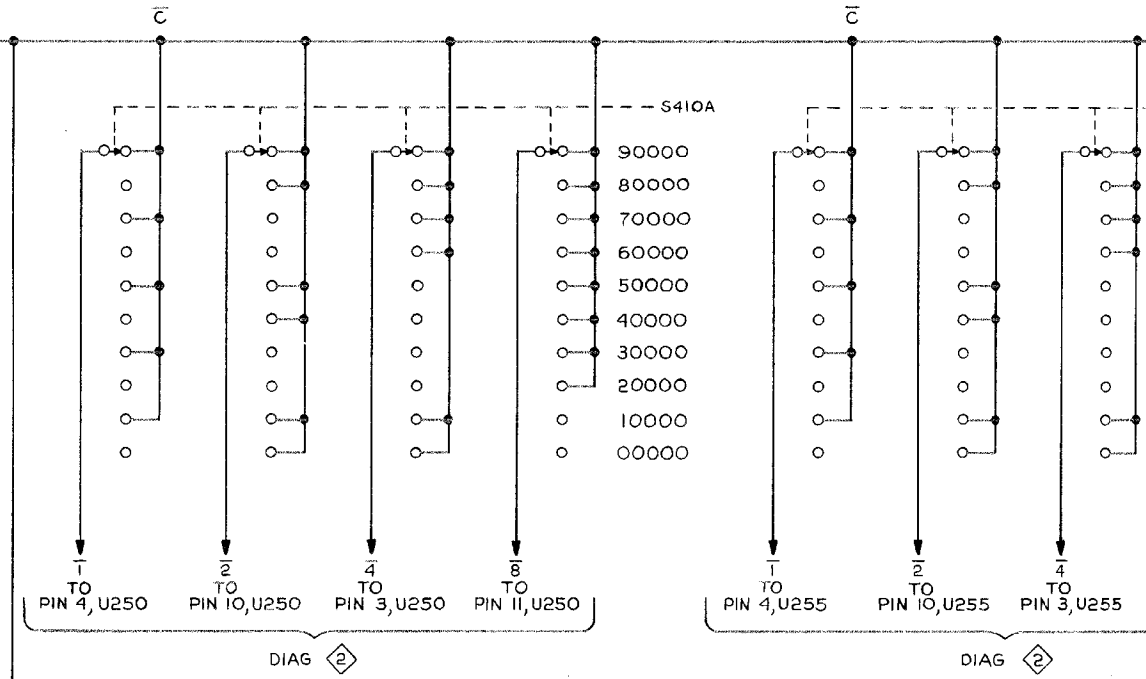 C̅ C̅
S410A
90000
80000
70000
60000
50000
40000
30000
20000
10000
00000
1̅ 2̅ 4̅ 8̅ 1̅ 2̅ 4̅
TO TO TO TO TO TO TO
PIN 4, U250 PIN 10, U250 PIN 3, U250 PIN 11, U250 PIN 4, U255 PIN 10, U255 PIN 3, U255
DIAG 2 DIAG 2